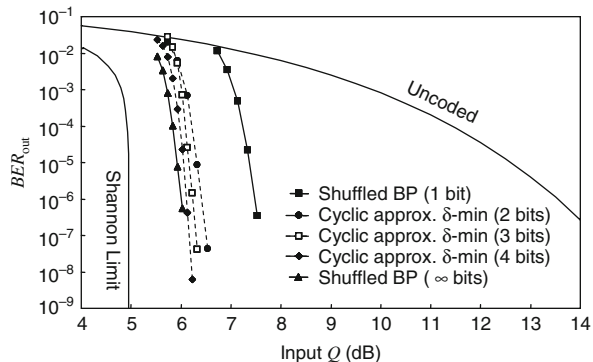 10⁻¹
10⁻²
10⁻³
10⁻⁴
10⁻⁵
10⁻⁶
10⁻⁷
10⁻⁸
10⁻⁹
BERout
Shannon Limit
Uncoded
Shuffled BP (1 bit)
Cyclic approx. δ-min (2 bits)
Cyclic approx. δ-min (3 bits)
Cyclic approx. δ-min (4 bits)
Shuffled BP ( ∞ bits)
4 5 6 7 8 9 10 11 12 13 14
Input Q (dB)